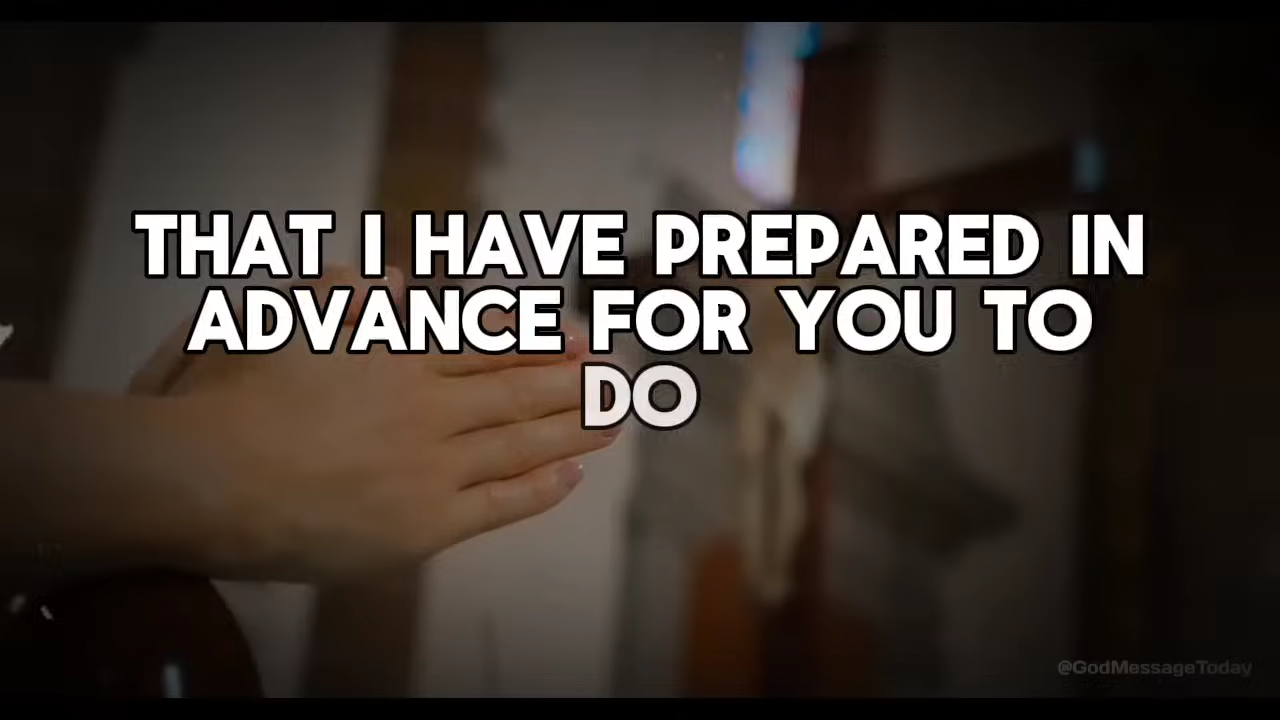 THAT I HAVE PREPARED IN
ADVANCE FOR YOU TO
DO
@GodMessageToday